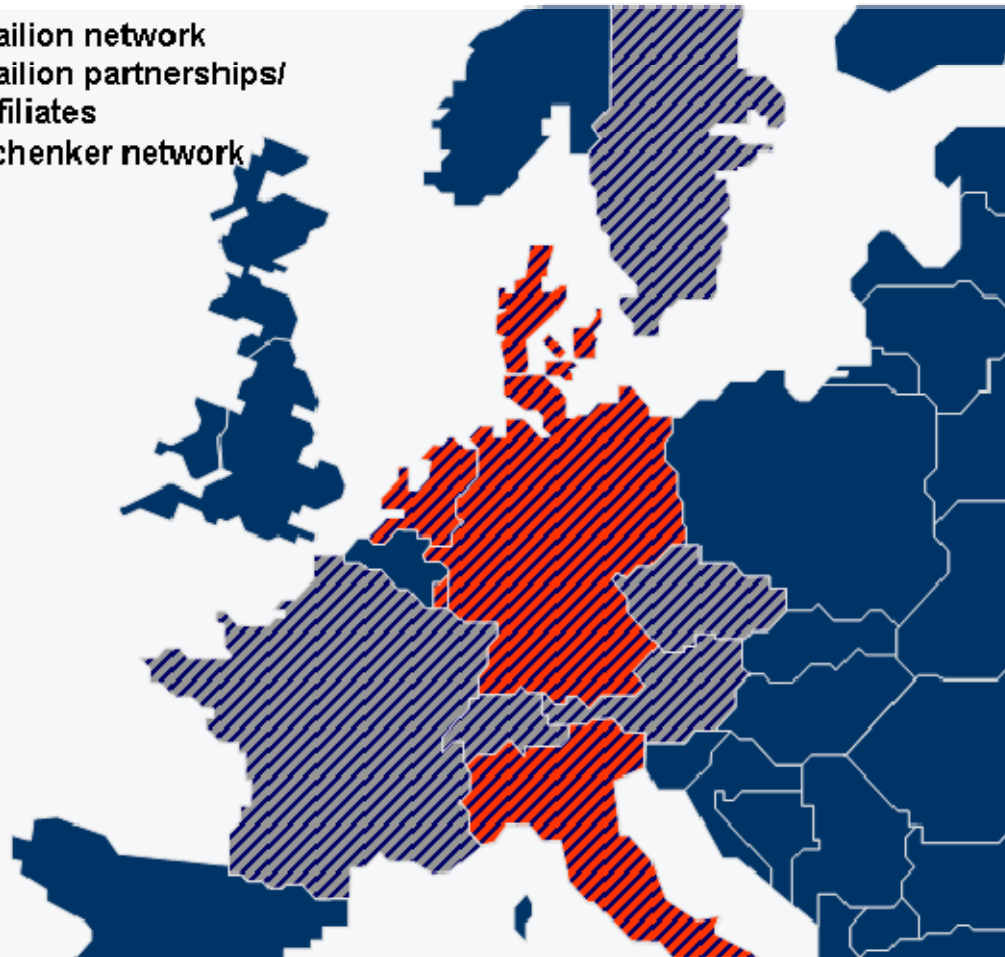 ailion network
ailion partnerships/
filiates
chenker network